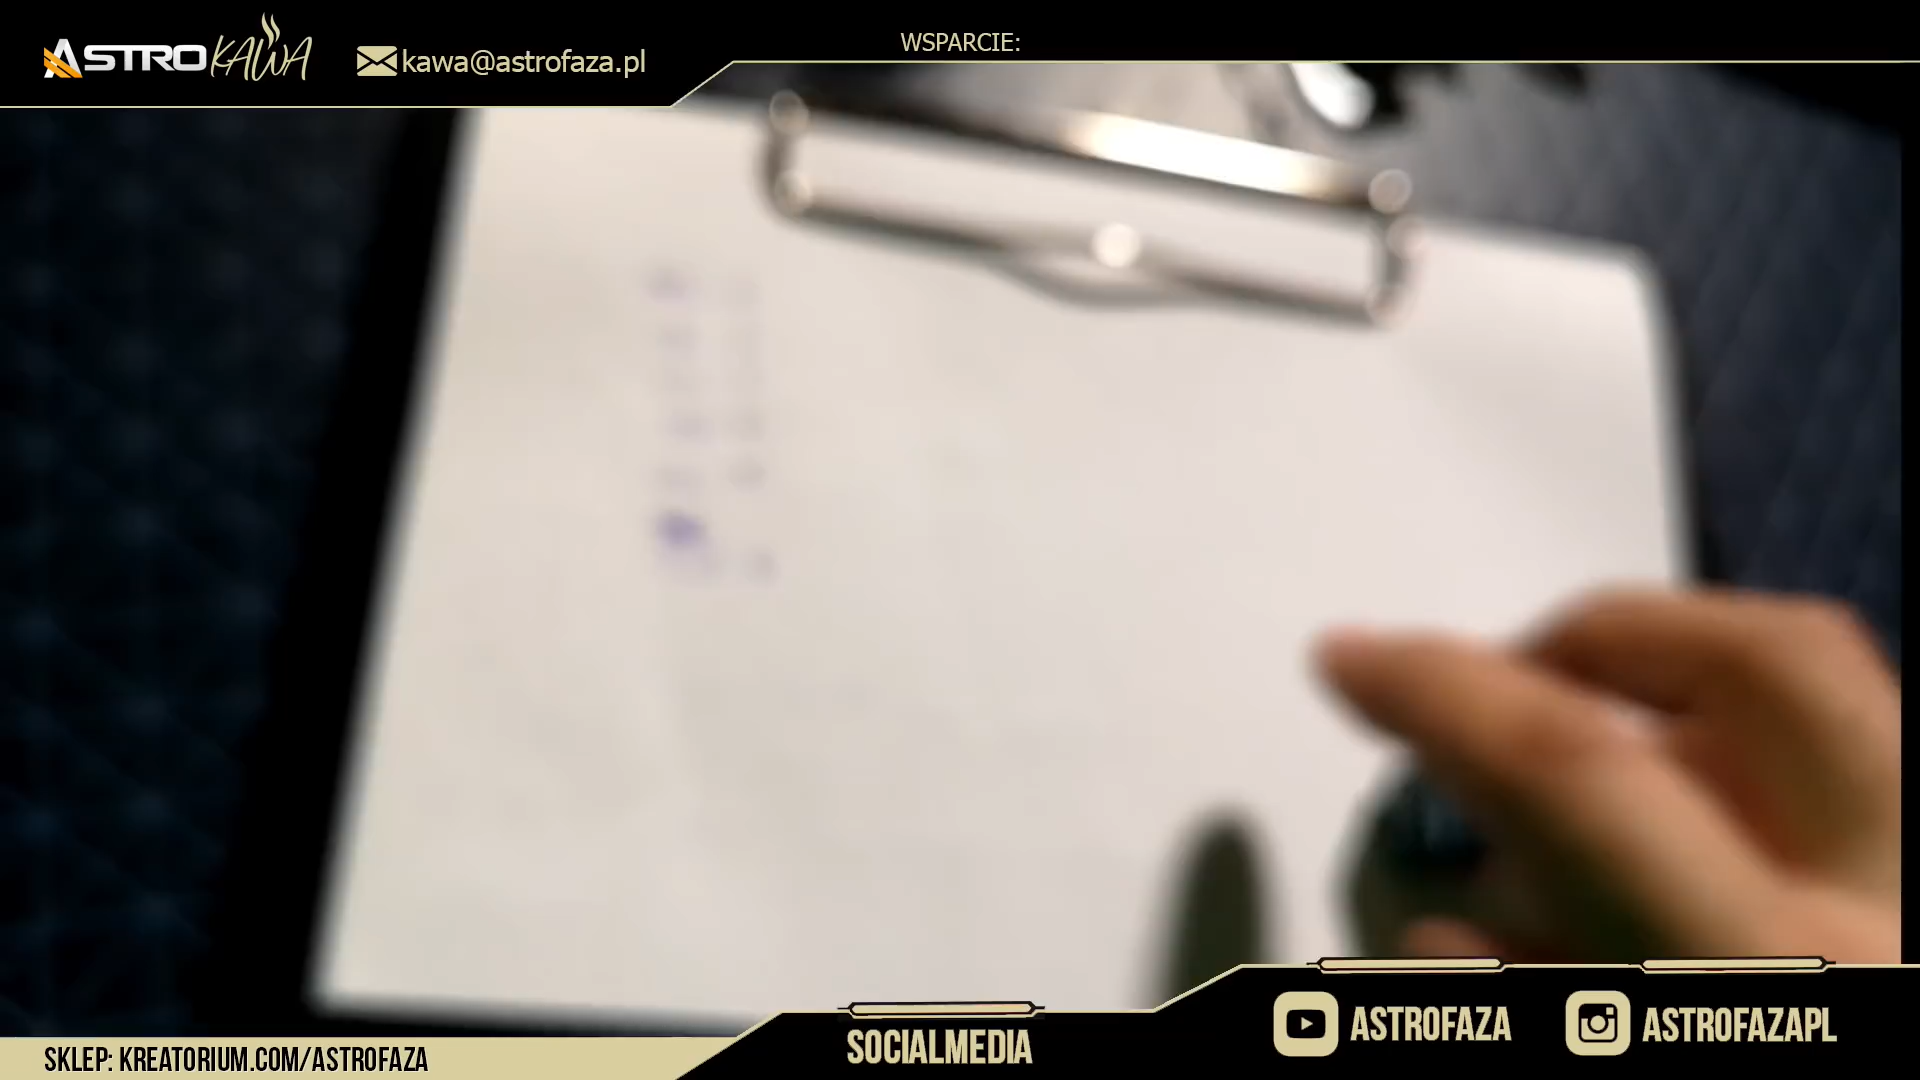 ASTROKAWA
kawa@astrofaza.pl
WSPARCIE:
SKLEP: KREATORIUM.COM/ASTROFAZA
SOCIALMEDIA
ASTROFAZA
ASTROFAZAPL